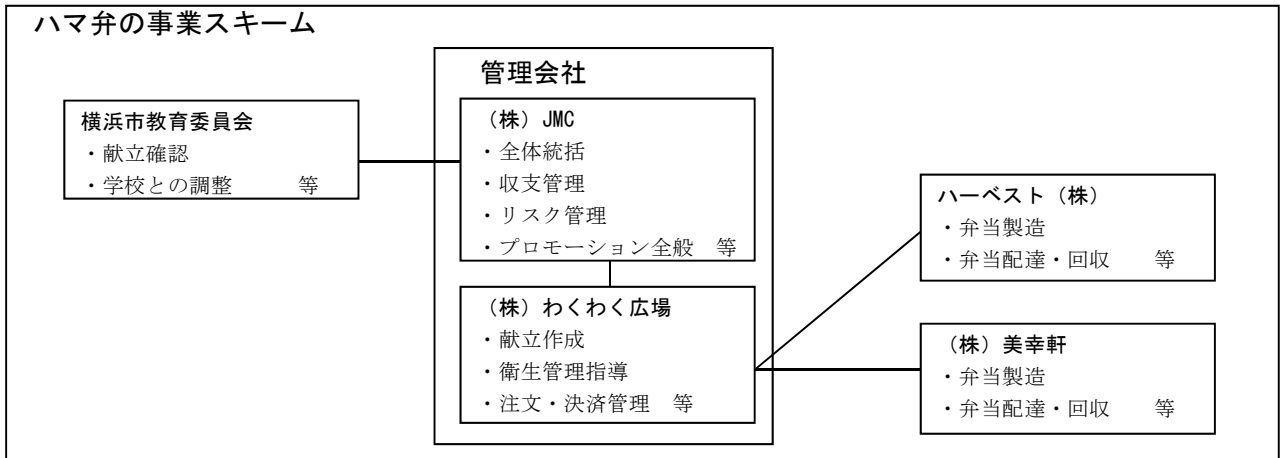 ハマ弁の事業スキーム
管理会社
横浜市教育委員会
・献立確認
・学校との調整　　　等
（株）JMC
・全体統括
・収支管理
・リスク管理
・プロモーション全般　等
（株）わくわく広場
・献立作成
・衛生管理指導
・注文・決済管理　等
ハーベスト（株）
・弁当製造
・弁当配達・回収　　等
（株）美幸軒
・弁当製造
・弁当配達・回収　　等